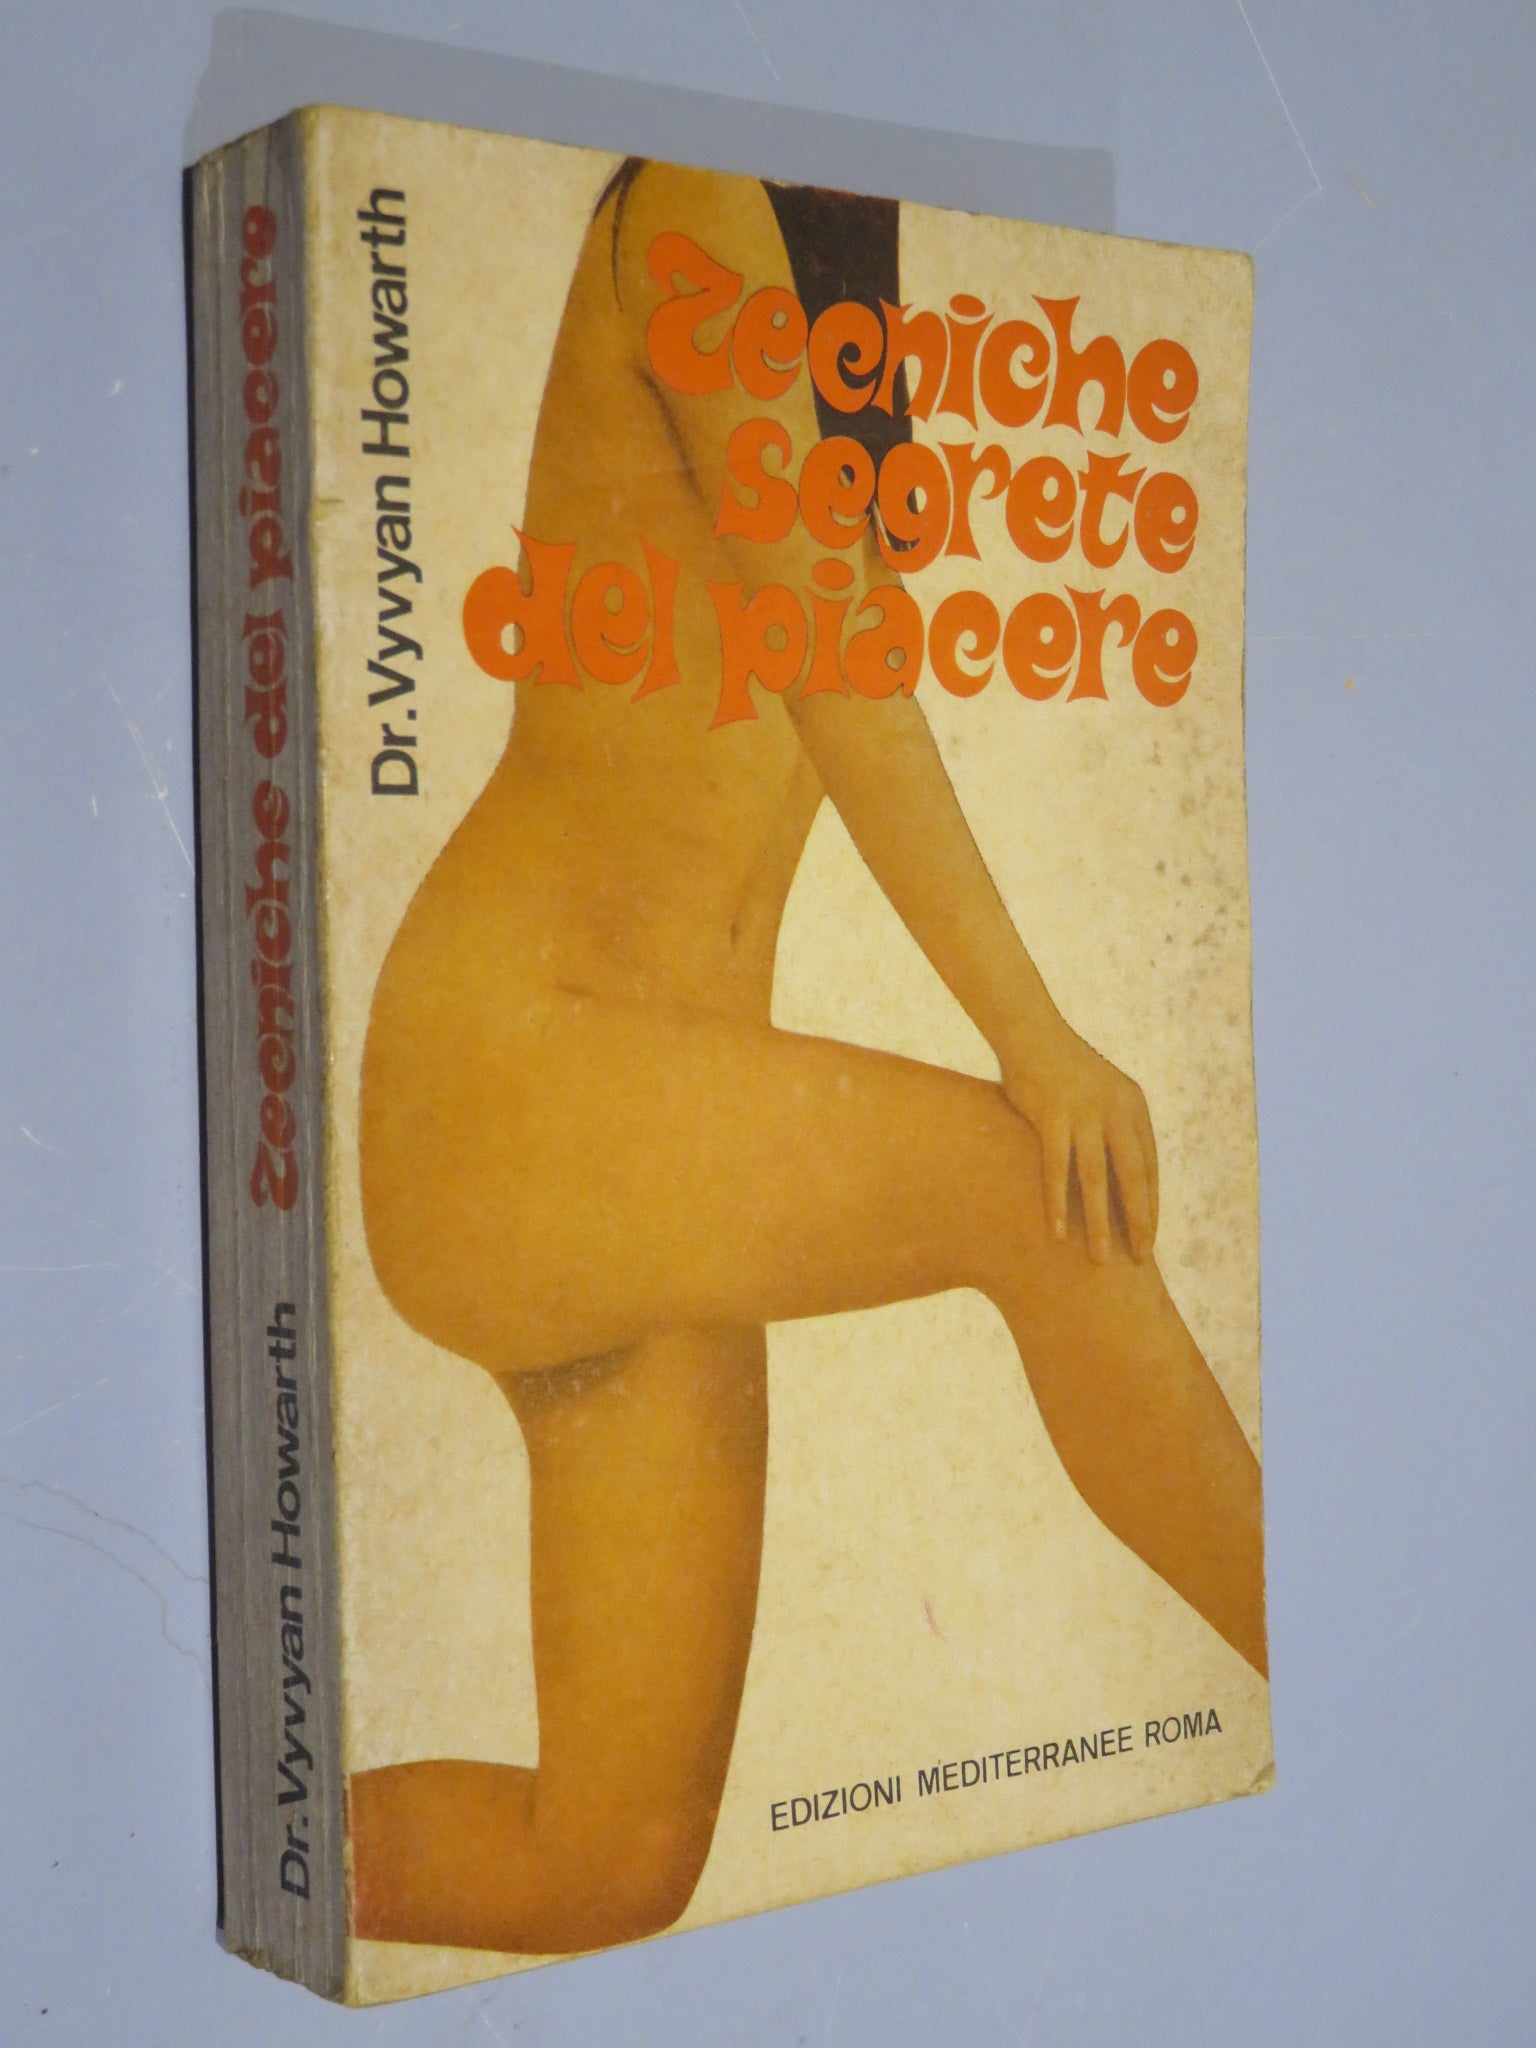 Dr. Vyvyan Howarth
Tecniche
segrete
del piacere
EDIZIONI MEDITERRANEE ROMA
Dr. Vyvyan Howarth Tecniche del piacere